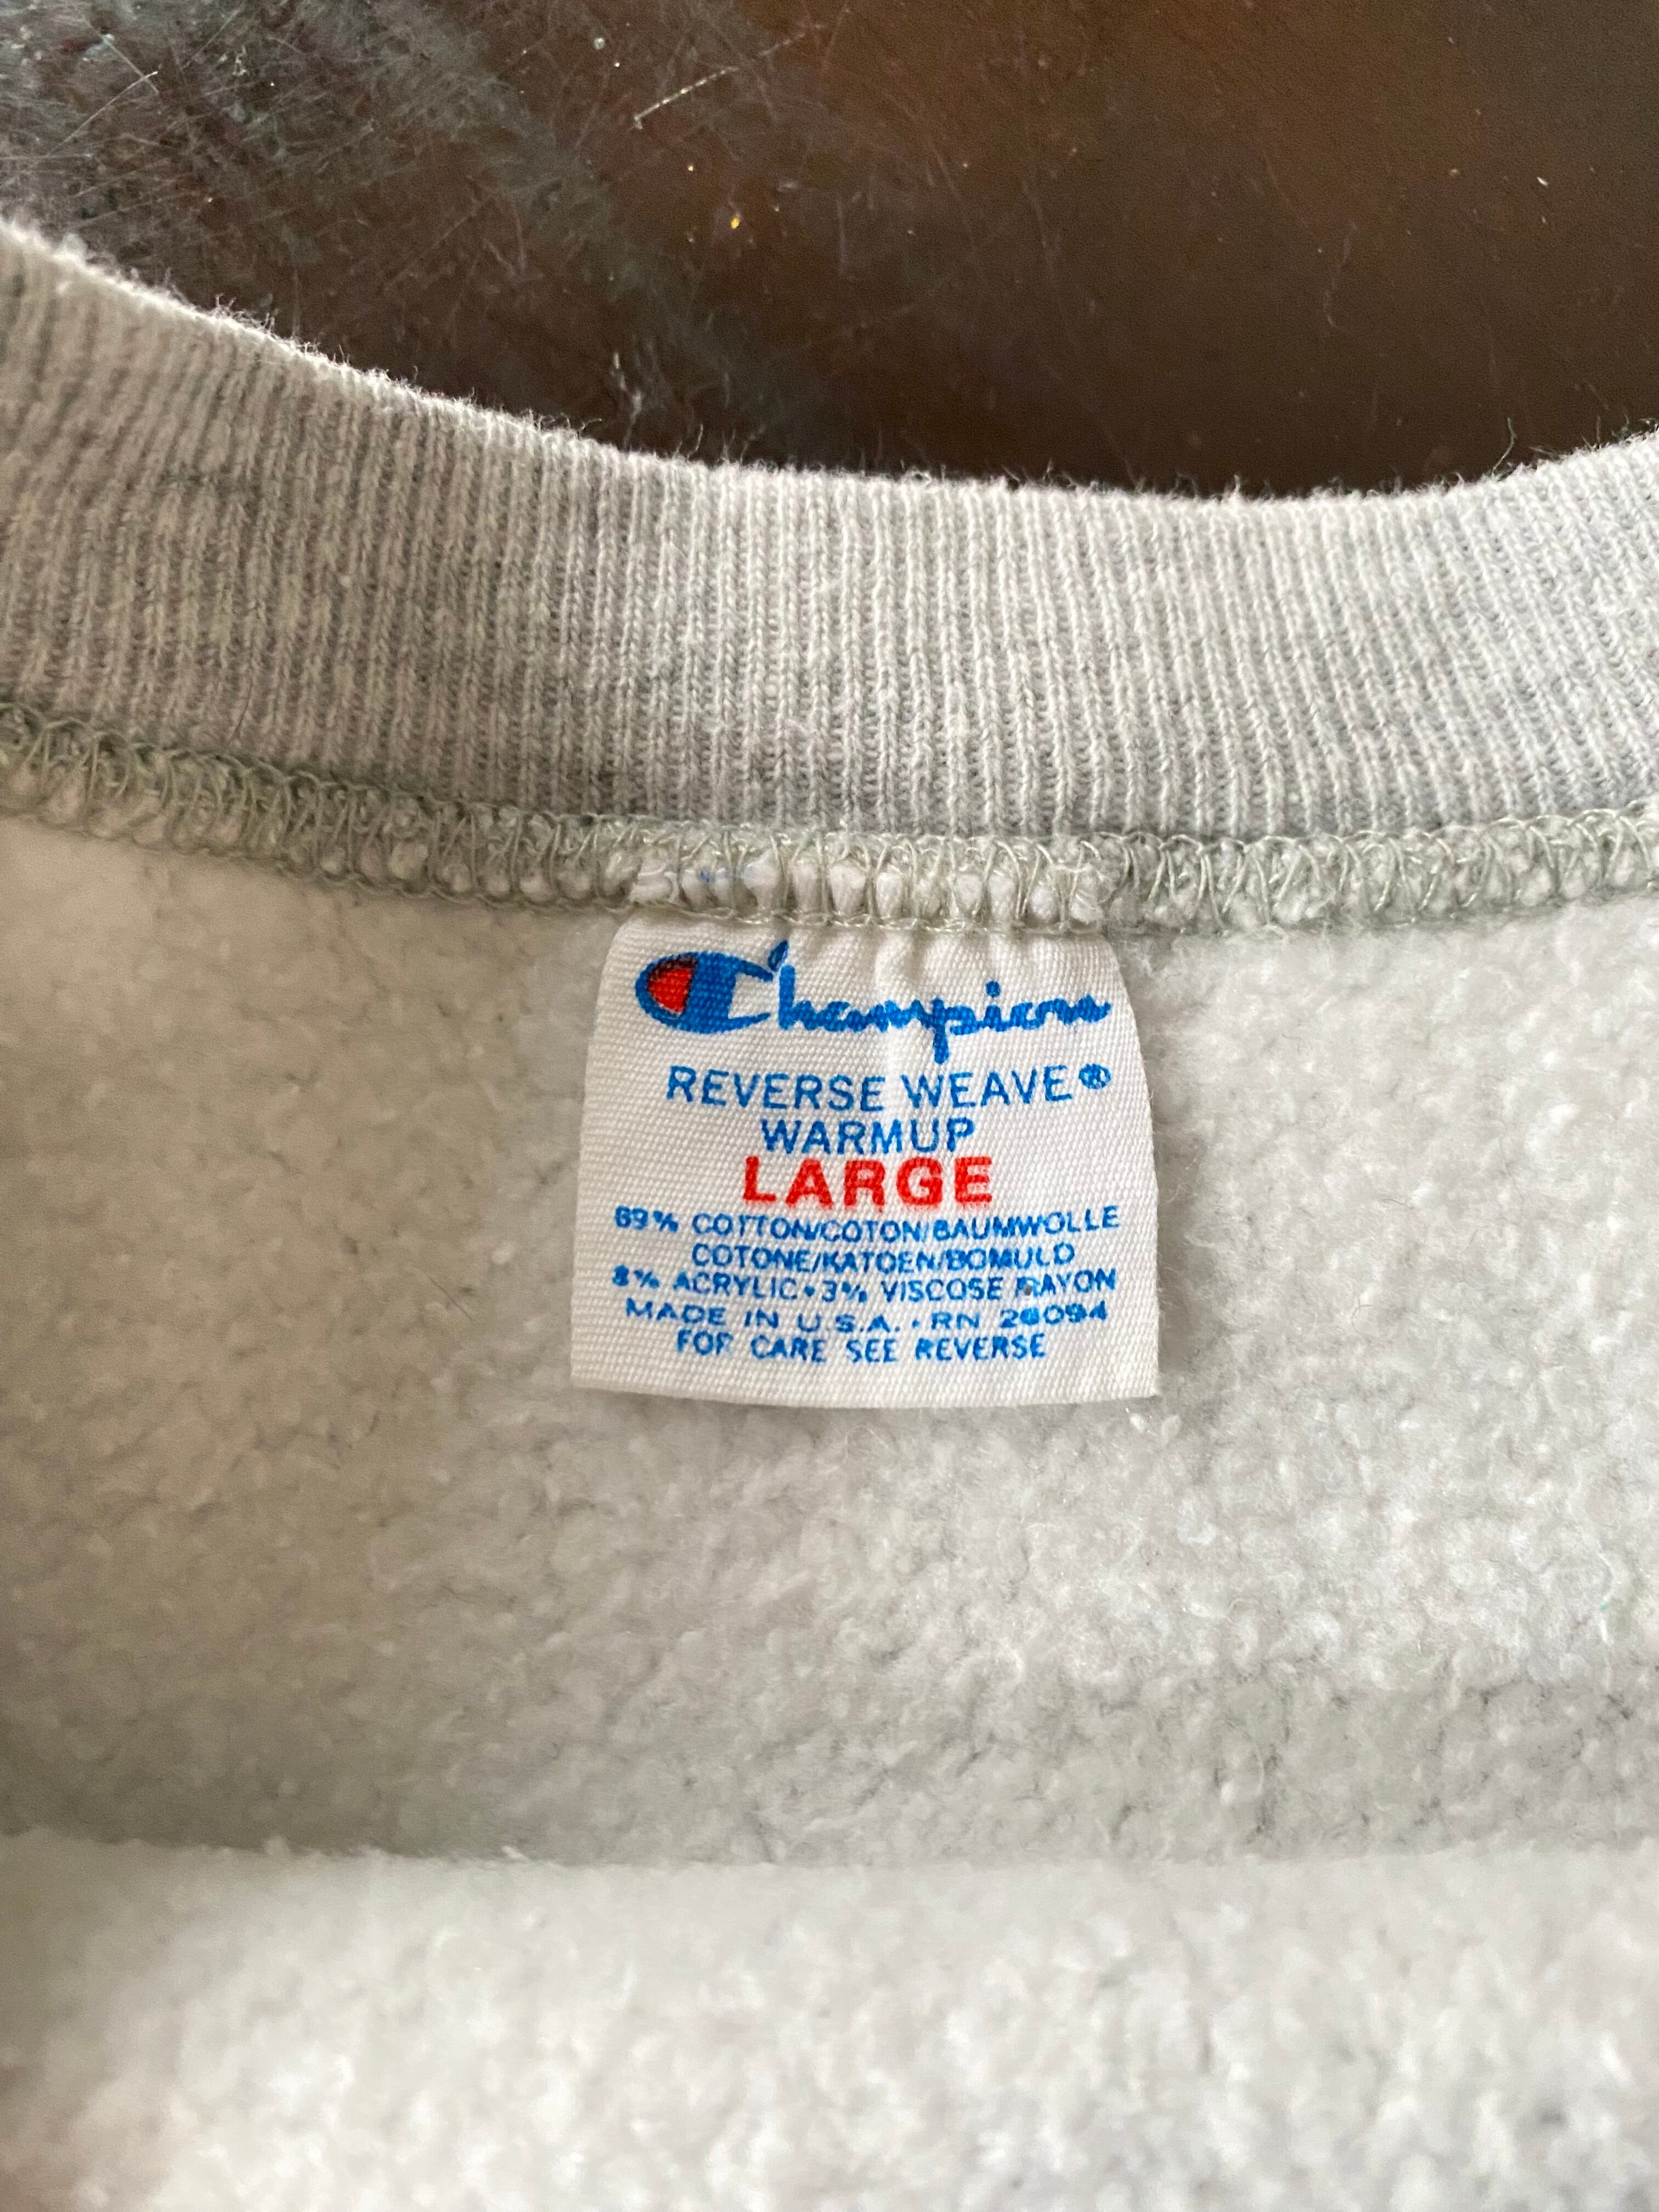 Champion
REVERSE WEAVE®
WARMUP
LARGE
89% COTTON/COTON/BAUMWOLLE
COTONE/KATOEN/BOMULD
8% ACRYLIC•3% VISCOSE RAYON
MADE IN U.S.A. • RN 26094
FOR CARE SEE REVERSE